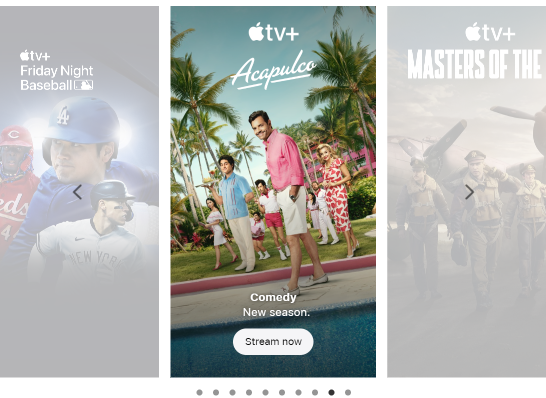 tv+
Friday Night
Baseball
tv+
Acapulco
Comedy
New season.
Stream now
tv+
MASTERS OF THE